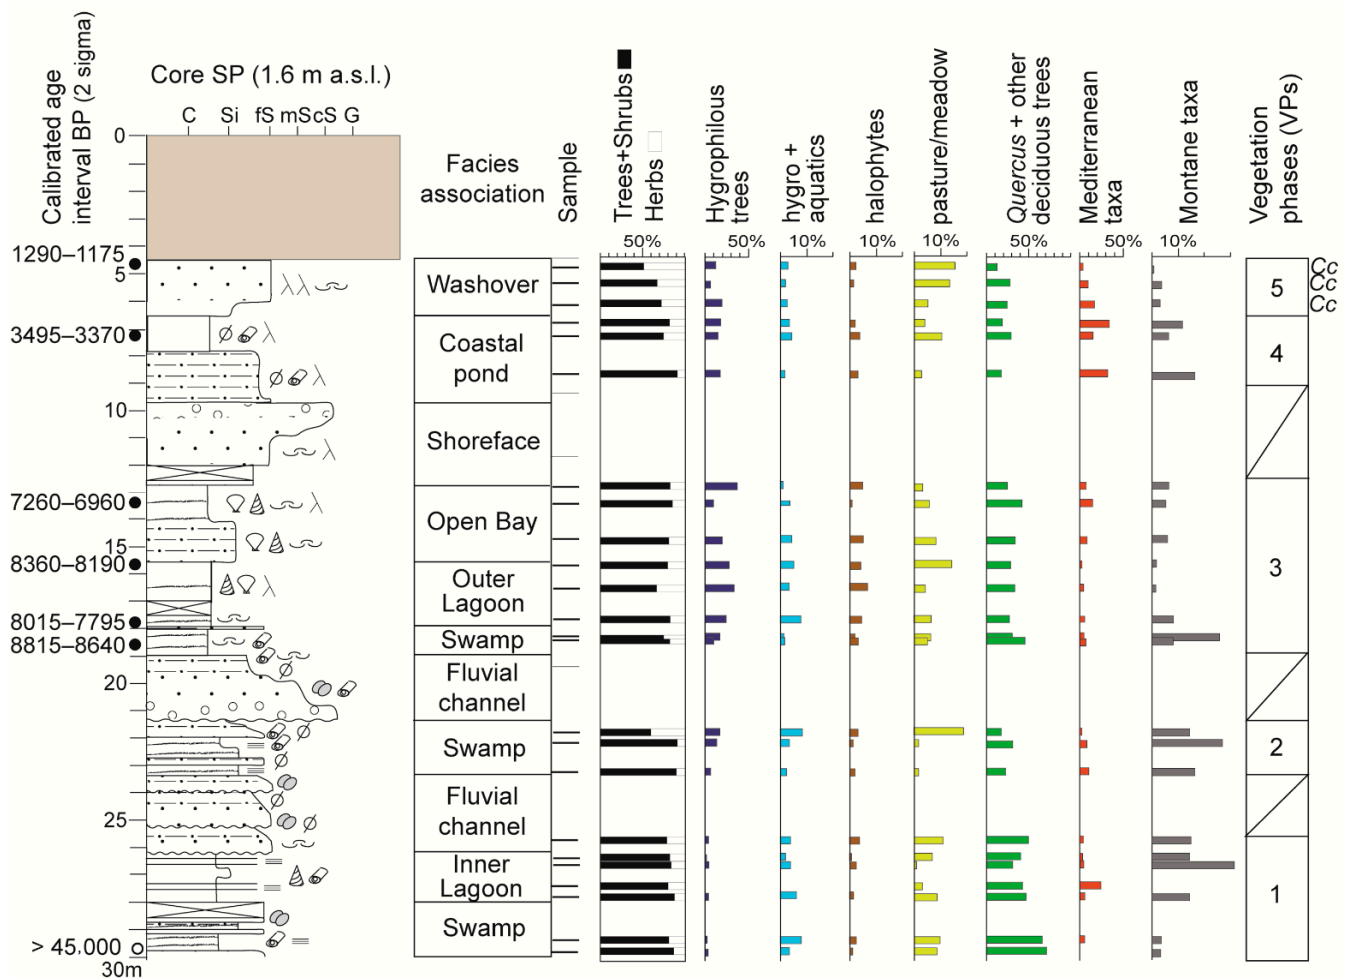 Calibrated age
interval BP (2 sigma)
Core SP (1.6 m a.s.l.)
C Si fS mS cS G
Facies
association
Sample
Trees+Shrubs
Herbs
Hygrophilous
trees
hygro +
aquatics
halophytes
pasture/meadow
Quercus + other
deciduous trees
Mediterranean
taxa
Montane taxa
Vegetation
phases (VPs)
50% 50% 10% 10% 10% 50% 50% 10%
0
1290–1175
5
3495–3370
10
7260–6960
15
8360–8190
8015–7795
8815–8640
20
25
> 45.000
30m
Washover
Coastal
pond
Shoreface
Open Bay
Outer
Lagoon
Swamp
Fluvial
channel
Swamp
Fluvial
channel
Inner
Lagoon
Swamp
5
4
3
2
1
Cc
Cc
Cc